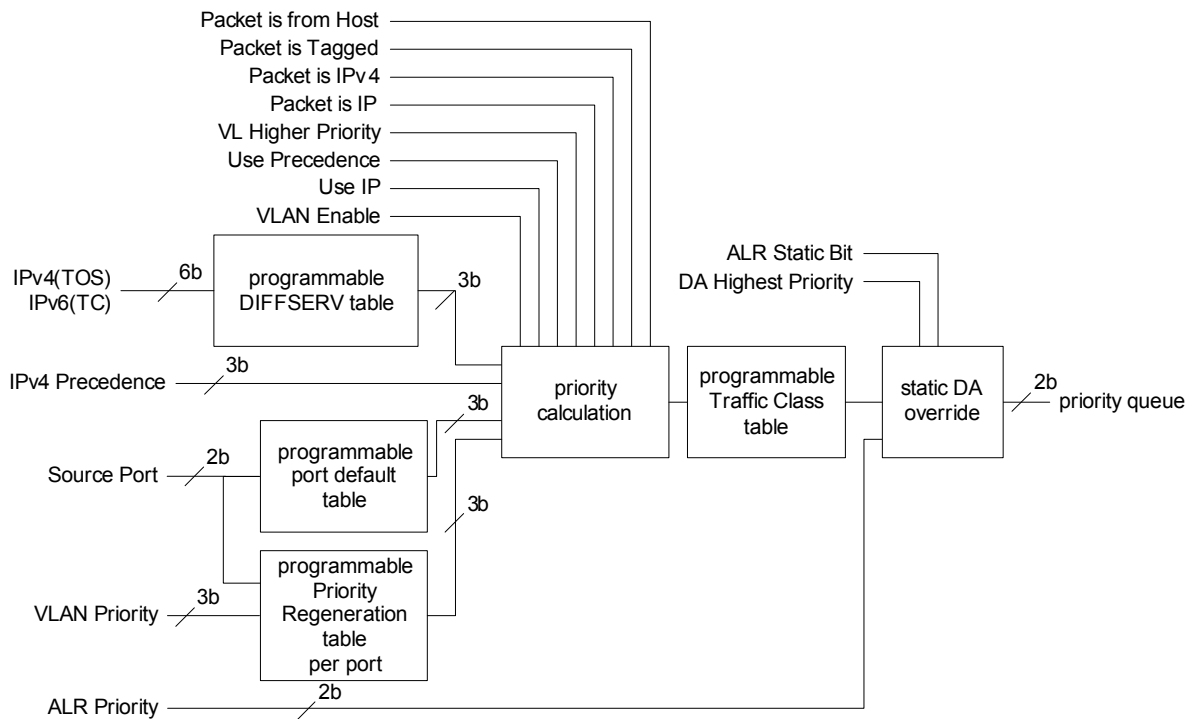 Packet is from Host
Packet is Tagged
Packet is IPv4
Packet is IP
VL Higher Priority
Use Precedence
Use IP
VLAN Enable
ALR Static Bit
DA Highest Priority
IPv4(TOS)
IPv6(TC)
6b
programmable
DIFFSERV table
3b
IPv4 Precedence
3b
priority
calculation
programmable
Traffic Class
table
static DA
override
2b
priority queue
Source Port
2b
programmable
port default
table
3b
VLAN Priority
3b
programmable
Priority
Regeneration
table
per port
3b
ALR Priority
2b